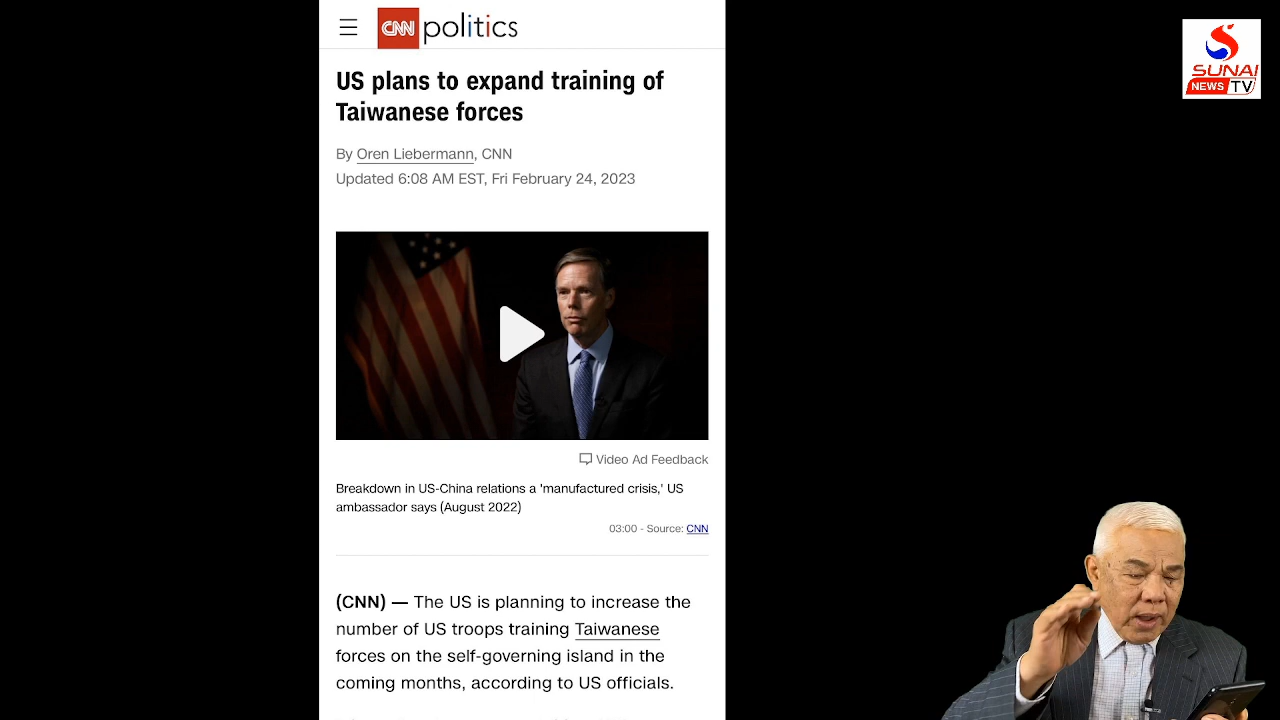 CNN politics
SUNAI
NEWS TV
US plans to expand training of
Taiwanese forces
By Oren Liebermann, CNN
Updated 6:08 AM EST, Fri February 24, 2023
Video Ad Feedback
Breakdown in US-China relations a 'manufactured crisis,' US
ambassador says (August 2022)
03:00 - Source: CNN
(CNN) — The US is planning to increase the
number of US troops training Taiwanese
forces on the self-governing island in the
coming months, according to US officials.